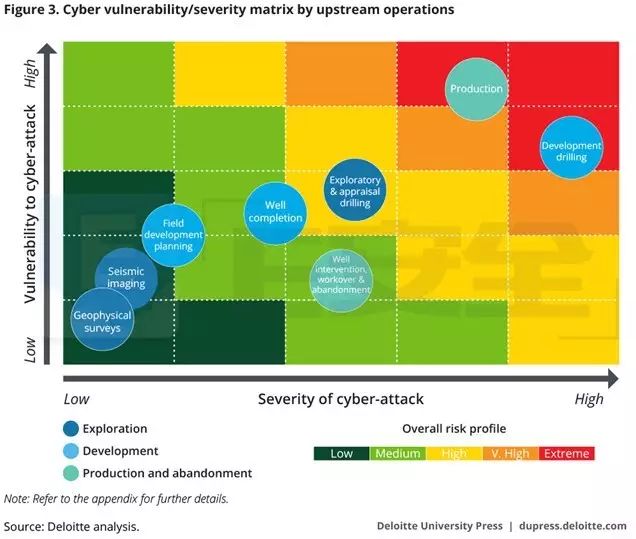 Figure 3. Cyber vulnerability/severity matrix by upstream operations
High
Vulnerability to cyber-attack
Low
Production
Development
drilling
Exploratory
& appraisal
drilling
Well
completion
Field
development
planning
Well
intervention,
workover &
abandonment
Seismic
imaging
Geophysical
surveys
Low
Severity of cyber-attack
High
Exploration
Development
Production and abandonment
Overall risk profile
Low
Medium
High
V. High
Extreme
Note: Refer to the appendix for further details.
Source: Deloitte analysis.
Deloitte University Press | dupress.deloitte.com